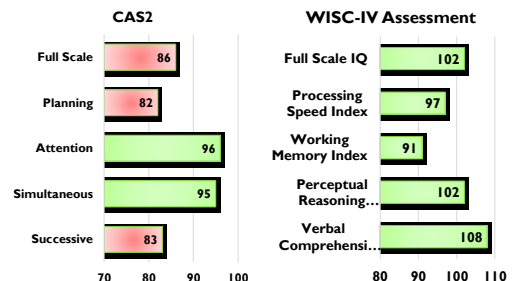 CAS2
Full Scale
86
Planning
82
Attention
96
Simultaneous
95
Successive
83
70 80 90 100
WISC-IV Assessment
Full Scale IQ
102
Processing
Speed Index
97
Working
Memory Index
91
Perceptual
Reasoning...
102
Verbal
Comprehensi...
108
80 90 100 110